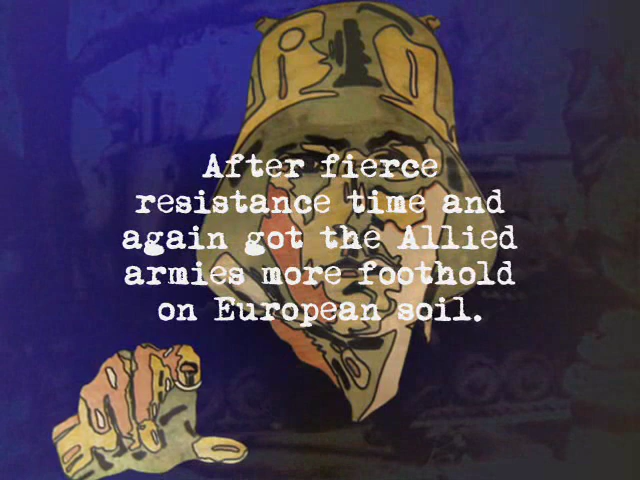 After fierce
resistance time and
again got the Allied
armies more foothold
on European soil.